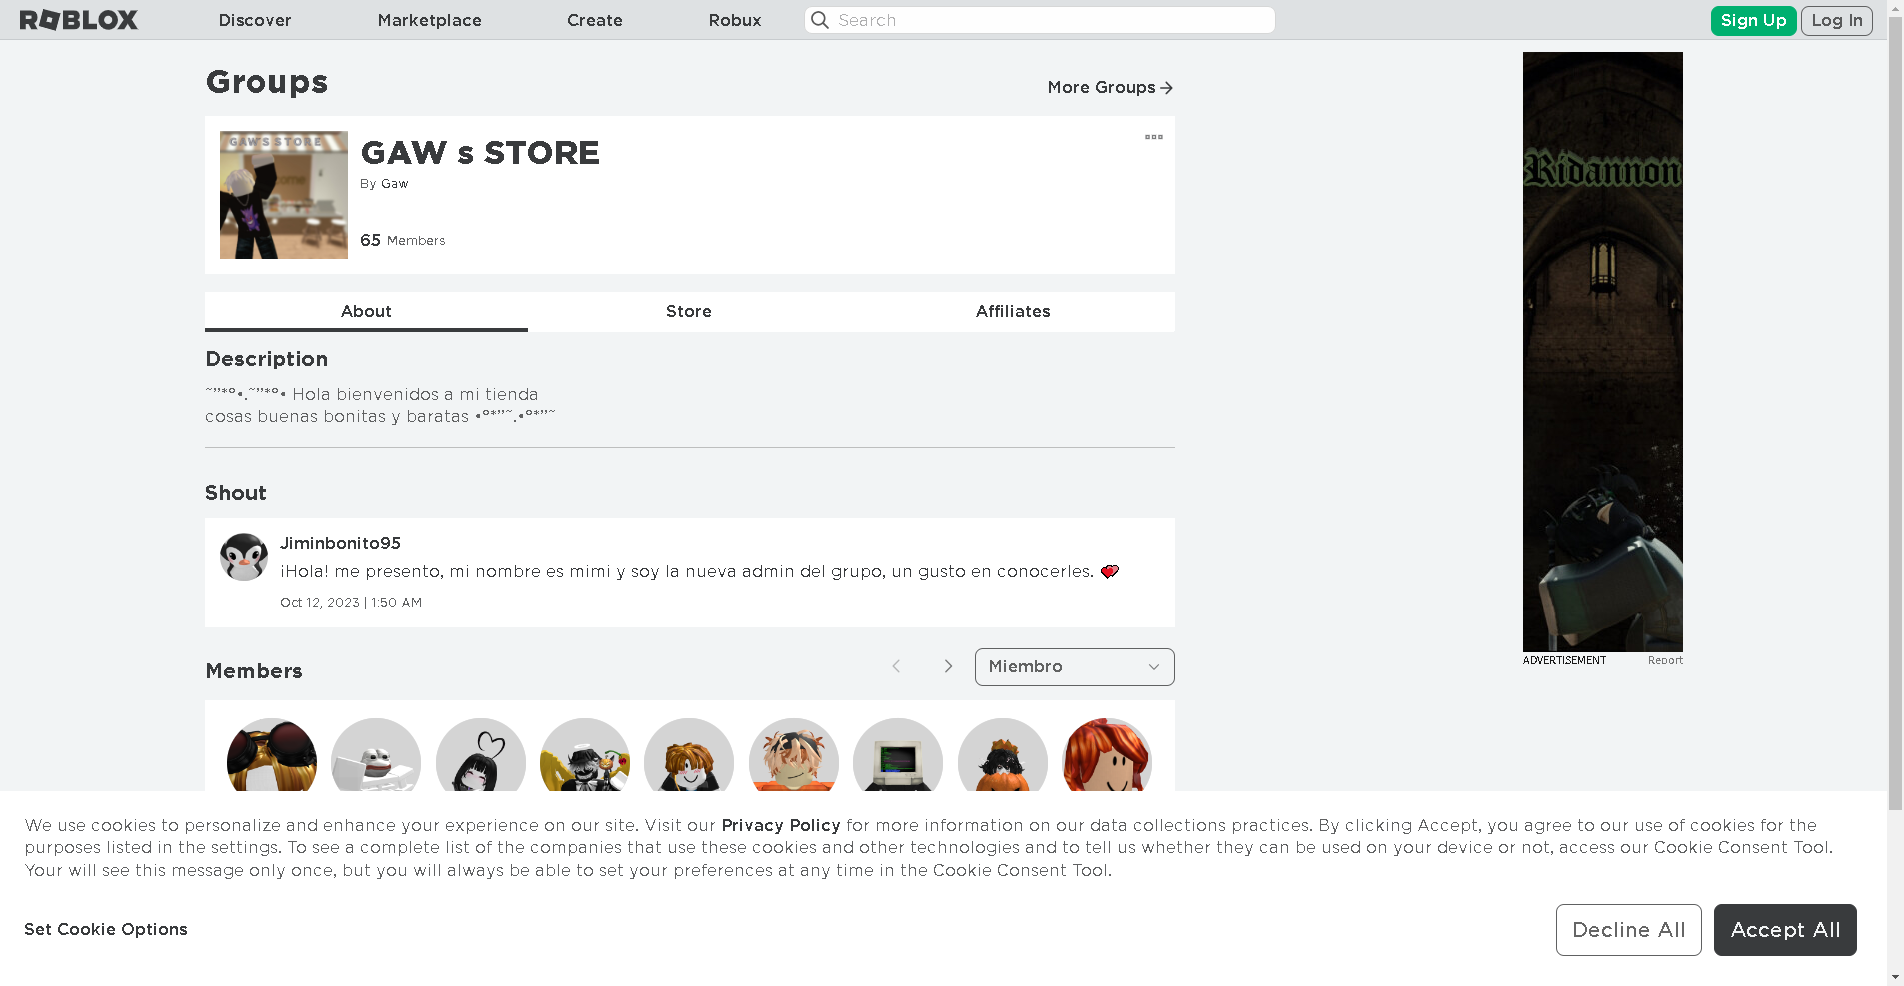 ROBLOX
Discover
Marketplace
Create
Robux
Search
Sign Up
Log In
Groups
More Groups
GAW'S STORE
GAW s STORE
By Gaw
65 Members
About
Store
Affiliates
Description
˜”*°•.˜”*°• Hola bienvenidos a mi tienda
cosas buenas bonitas y baratas •°*”˜.•°*”˜
Shout
Jiminbonito95
¡Hola! me presento, mi nombre es mimi y soy la nueva admin del grupo, un gusto en conocerles. 💕
Oct 12, 2023 | 1:50 AM
Members
Miembro
Ridannon
ADVERTISEMENT
Report
We use cookies to personalize and enhance your experience on our site. Visit our Privacy Policy for more information on our data collections practices. By clicking Accept, you agree to our use of cookies for the
purposes listed in the settings. To see a complete list of the companies that use these cookies and other technologies and to tell us whether they can be used on your device or not, access our Cookie Consent Tool.
Your will see this message only once, but you will always be able to set your preferences at any time in the Cookie Consent Tool.
Set Cookie Options
Decline All
Accept All